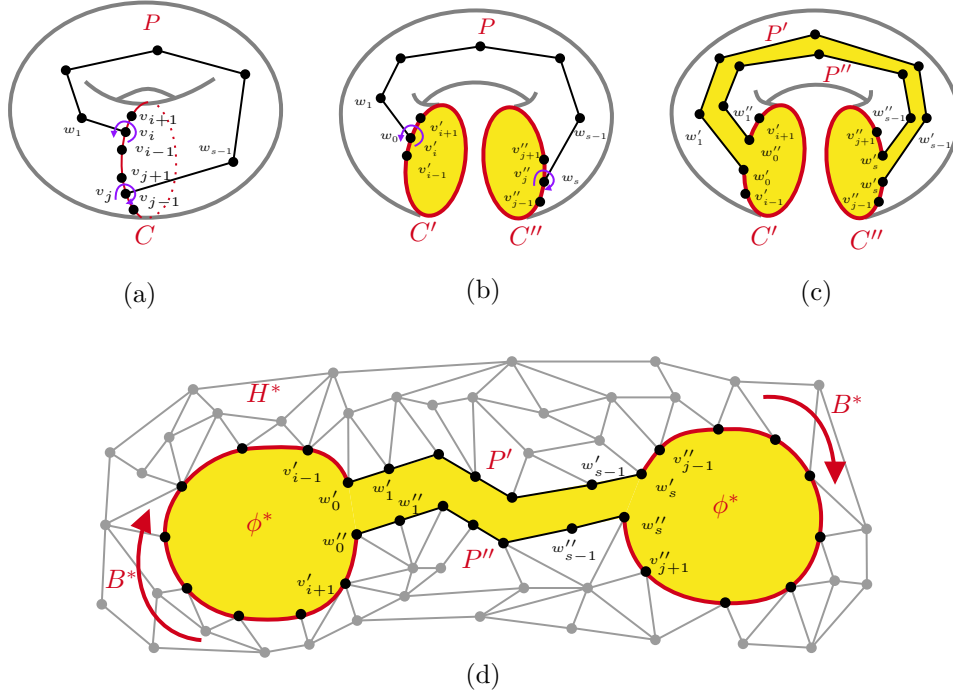 P
w₁
vᵢ₊₁
vᵢ
vᵢ₋₁
wₛ₋₁
vⱼ₊₁
vⱼ
vⱼ₋₁
C
(a)
P
w₁
w₀
v′ᵢ₊₁
v′ᵢ
v′ᵢ₋₁
wₛ₋₁
v″ⱼ₊₁
v″ⱼ
wₛ
v″ⱼ₋₁
C′
C″
(b)
P′
P″
w′₁
w″₁
v′ᵢ₊₁
w″₀
w′₀
v′ᵢ₋₁
w″ₛ₋₁
w′ₛ₋₁
v″ⱼ₊₁
w″ₛ
w′ₛ
v″ⱼ₋₁
C′
C″
(c)
H*
B*
v′ᵢ₋₁
w′₀
w′₁
P′
w′ₛ₋₁
w′ₛ
v″ⱼ₋₁
ϕ*
w″₁
w″₀
P″
w″ₛ₋₁
w″ₛ
ϕ*
B*
v′ᵢ₊₁
v″ⱼ₊₁
(d)